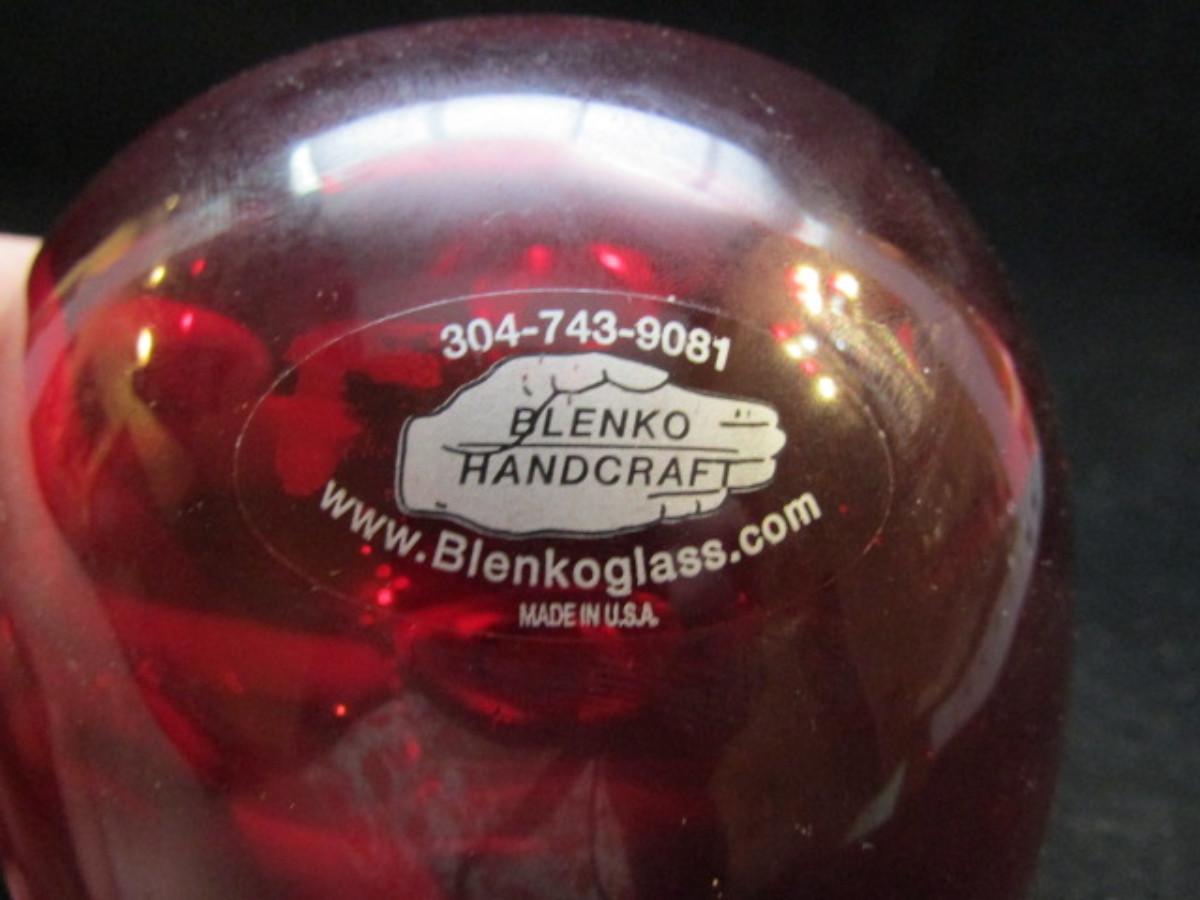 304-743-9081
BLENKO
HANDCRAFT
www.Blenkoglass.com
MADE IN U.S.A.